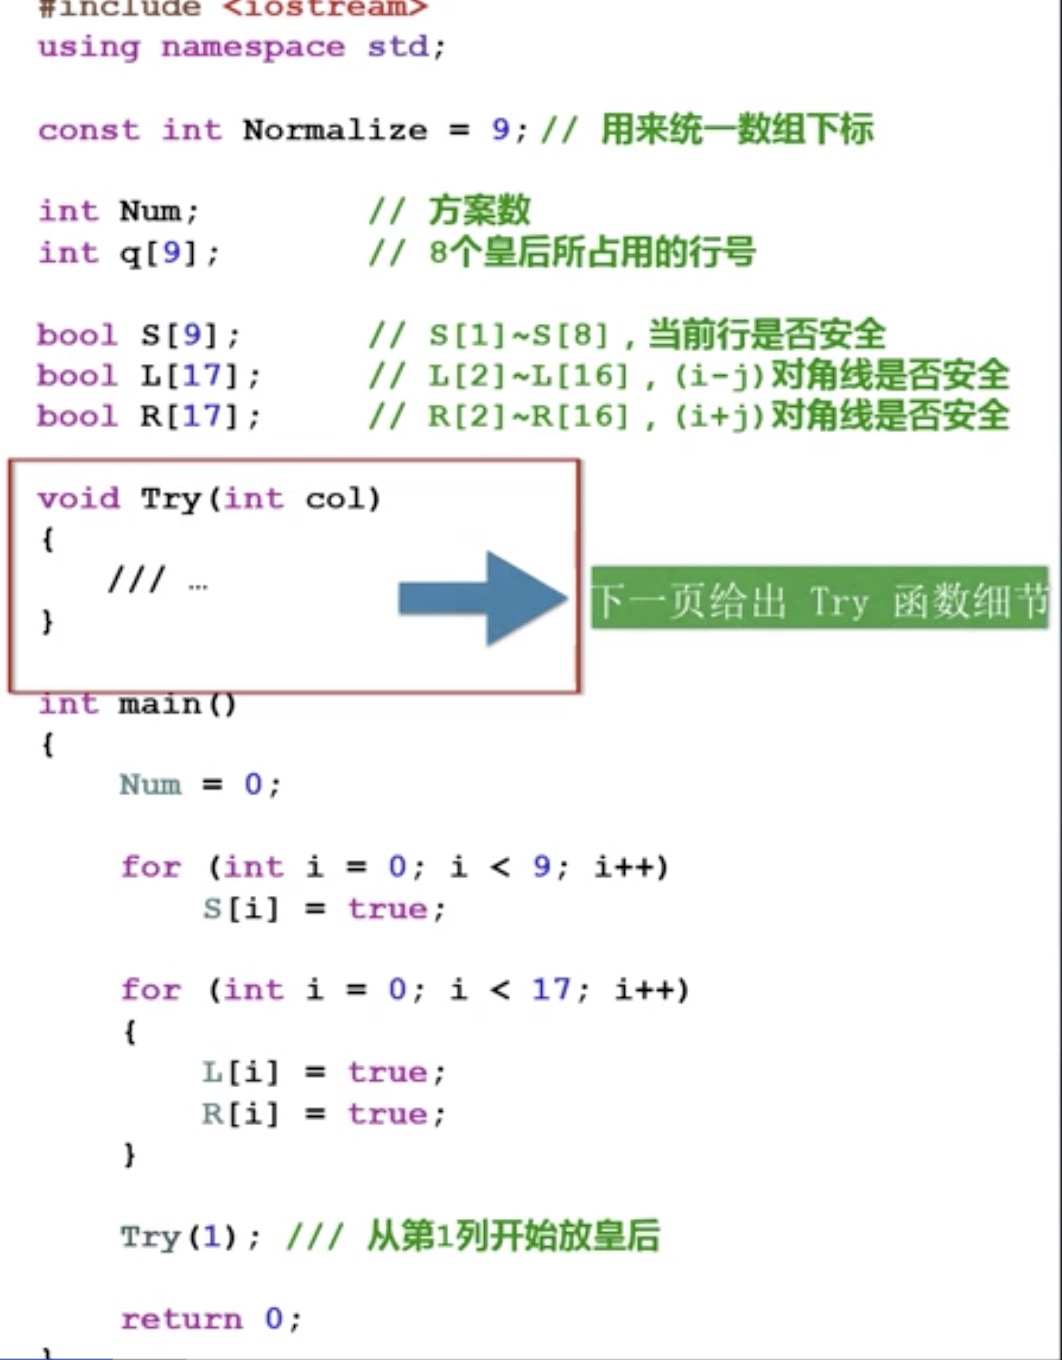 #include <iostream>
using namespace std;
const int Normalize = 9; // 用来统一数组下标
int Num; // 方案数
int q[9]; // 8个皇后所占用的行号
bool S[9]; // S[1]~S[8],当前行是否安全
bool L[17]; // L[2]~L[16],(i-j)对角线是否安全
bool R[17]; // R[2]~R[16],(i+j)对角线是否安全
void Try(int col)
{
/// …
}
下一页给出 Try 函数细节
int main()
{
Num = 0;
for (int i = 0; i < 9; i++)
S[i] = true;
for (int i = 0; i < 17; i++)
{
L[i] = true;
R[i] = true;
}
Try(1); /// 从第1列开始放皇后
return 0;
}